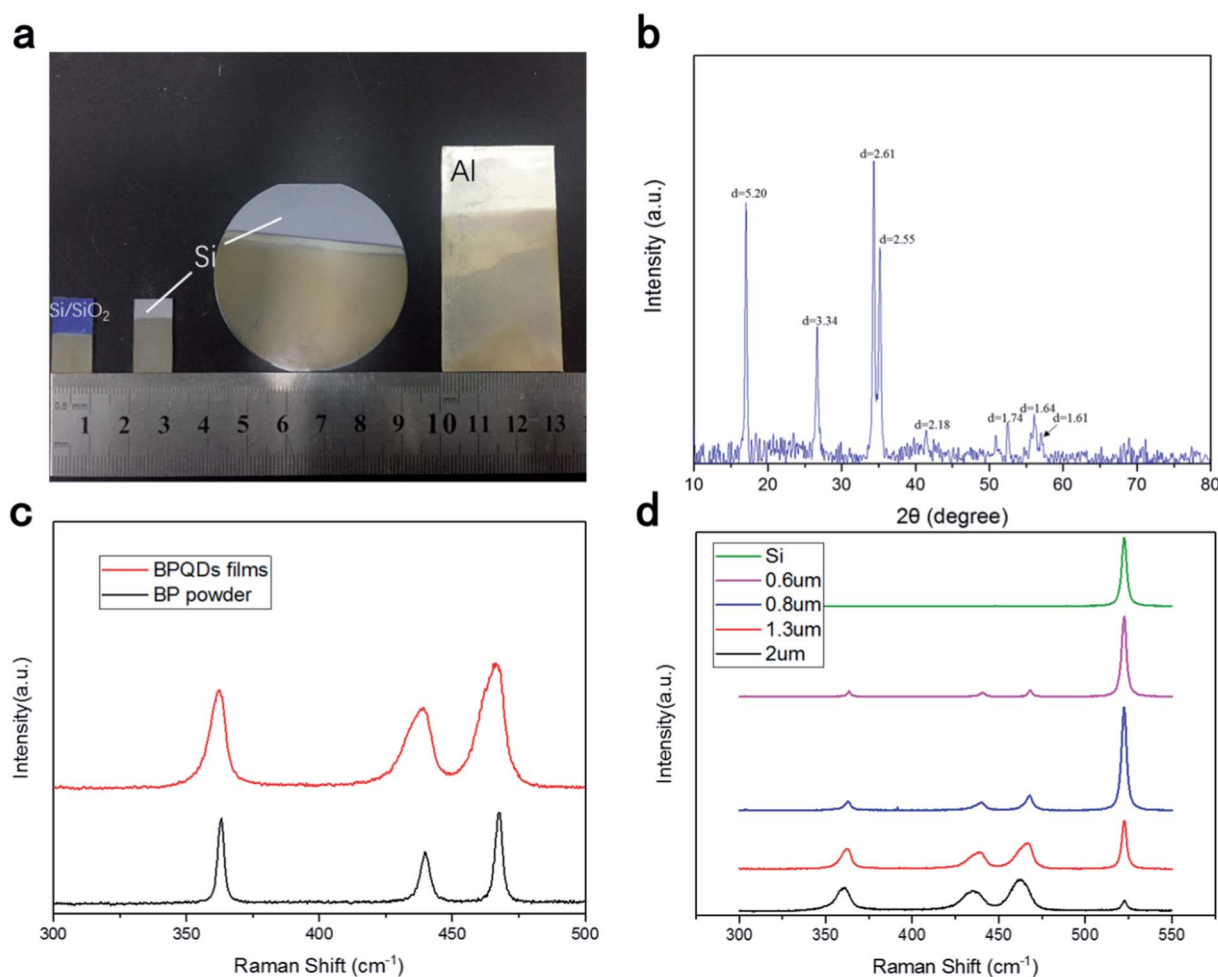 a
Si/SiO₂
Si
Al
0.5 mm
mm
1 2 3 4 5 6 7 8 9 10 11 12 13
b
Intensity (a.u.)
d=5.20
d=3.34
d=2.61
d=2.55
d=2.18
d=1.74
d=1.64
d=1.61
10 20 30 40 50 60 70 80
2θ (degree)
c
BPQDs films
BP powder
Intensity(a.u.)
300 350 400 450 500
Raman Shift (cm⁻¹)
d
Si
0.6um
0.8um
1.3um
2um
Intensity(a.u.)
300 350 400 450 500 550
Raman Shift (cm⁻¹)